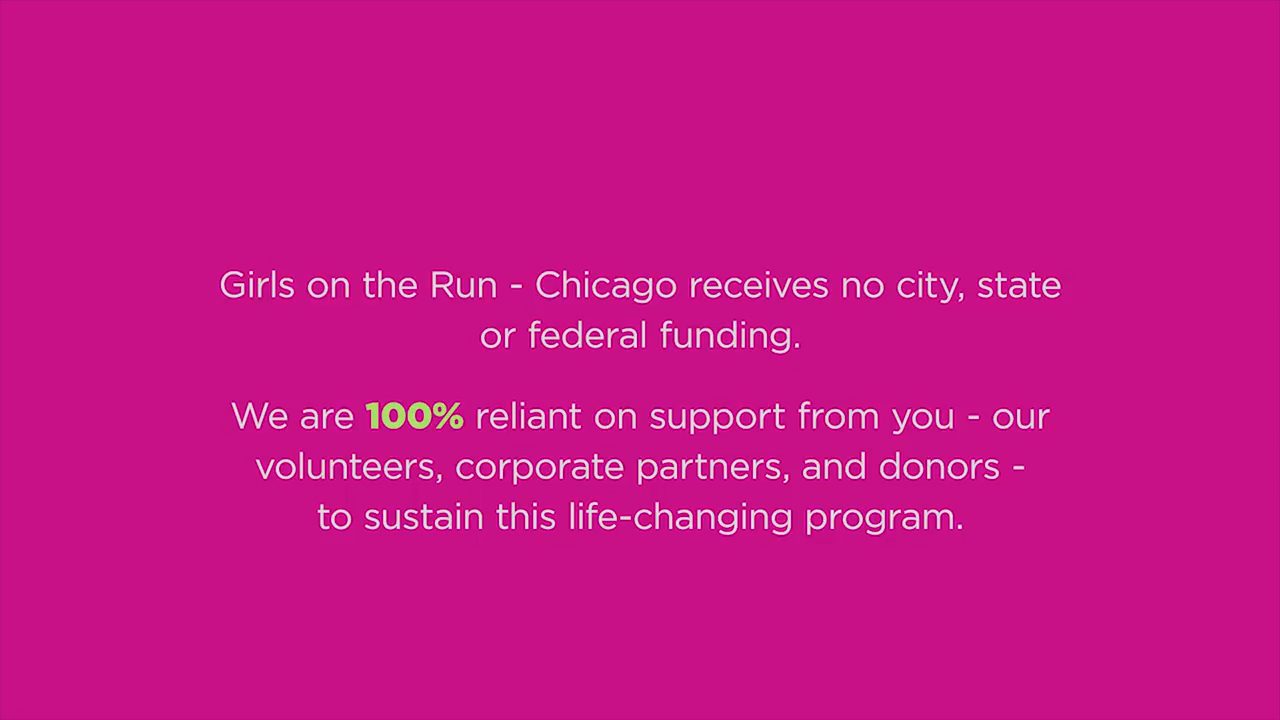 Girls on the Run - Chicago receives no city, state
or federal funding.
We are 100% reliant on support from you - our
volunteers, corporate partners, and donors -
to sustain this life-changing program.